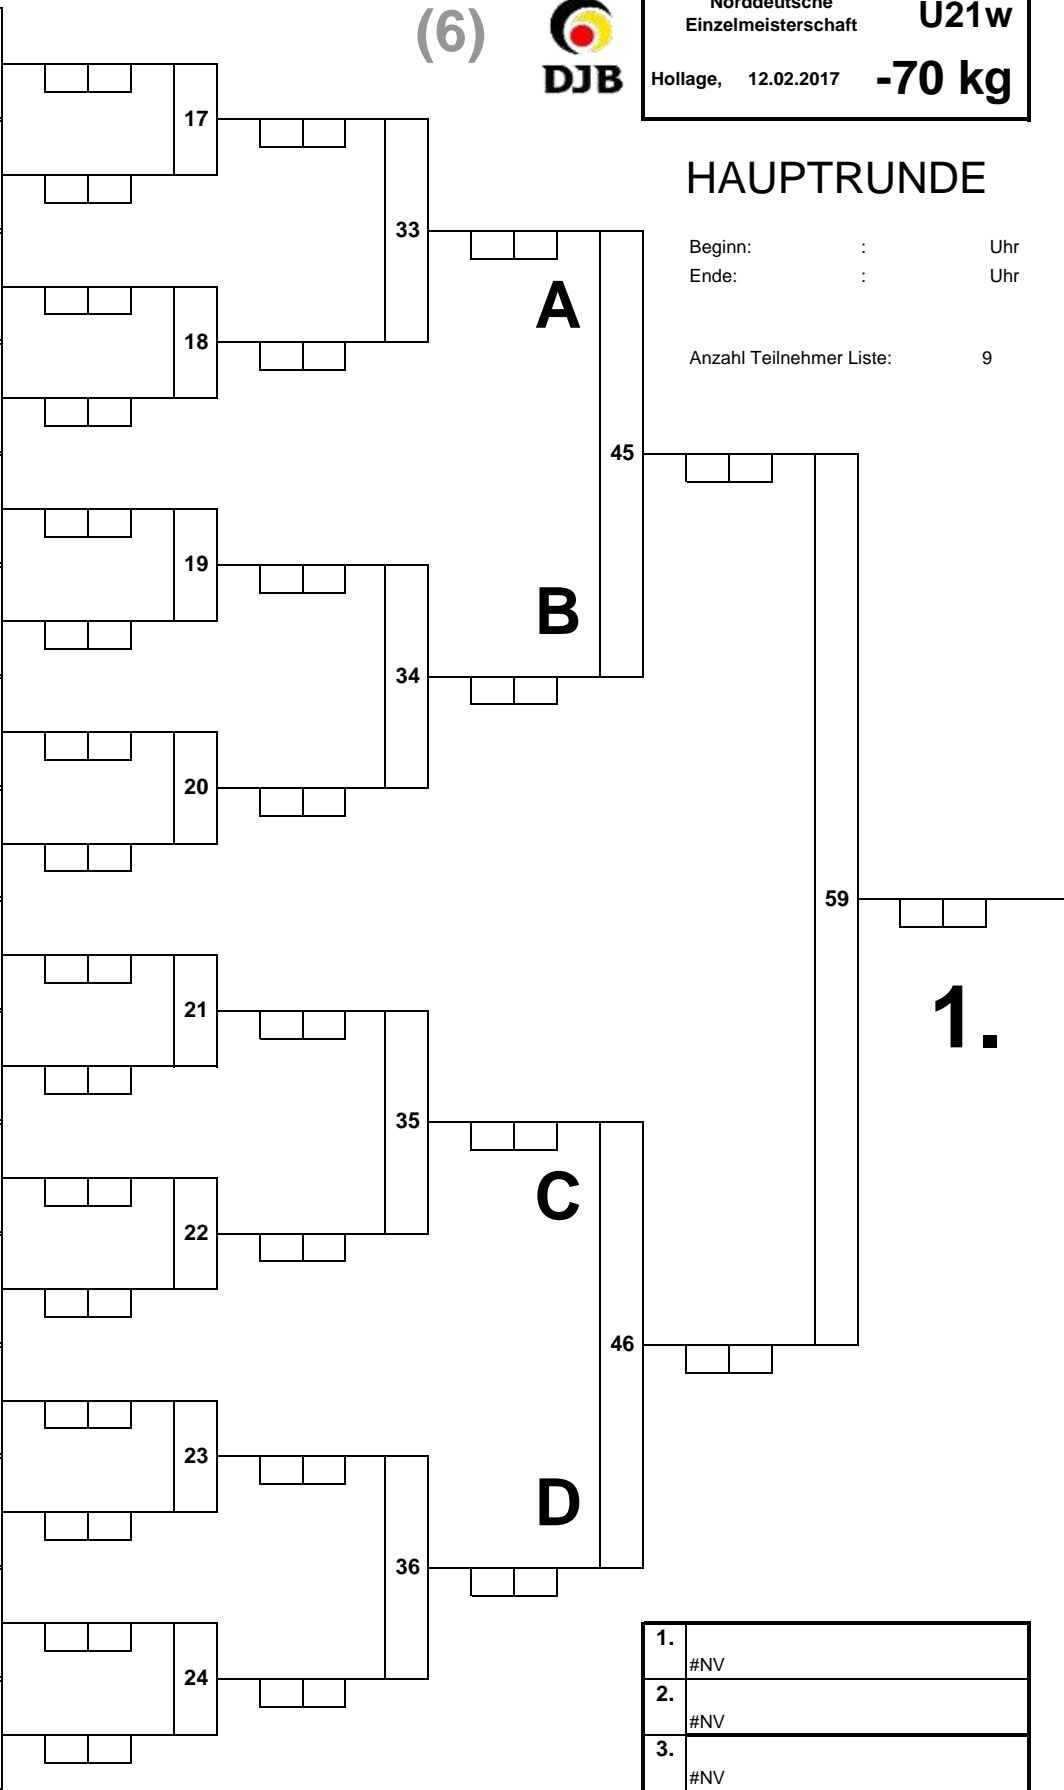 Norddeutsche
(6)
Einzelmeisterschaft U21w
DJB
Hollage, 12.02.2017 -70 kg
17
HAUPTRUNDE
33
Beginn: : Uhr
Ende: : Uhr
A
18
Anzahl Teilnehmer Liste: 9
45
19
B
34
20
59
21
1.
35
C
22
46
23
D
36
1.
#NV
24
2.
#NV
3.
#NV